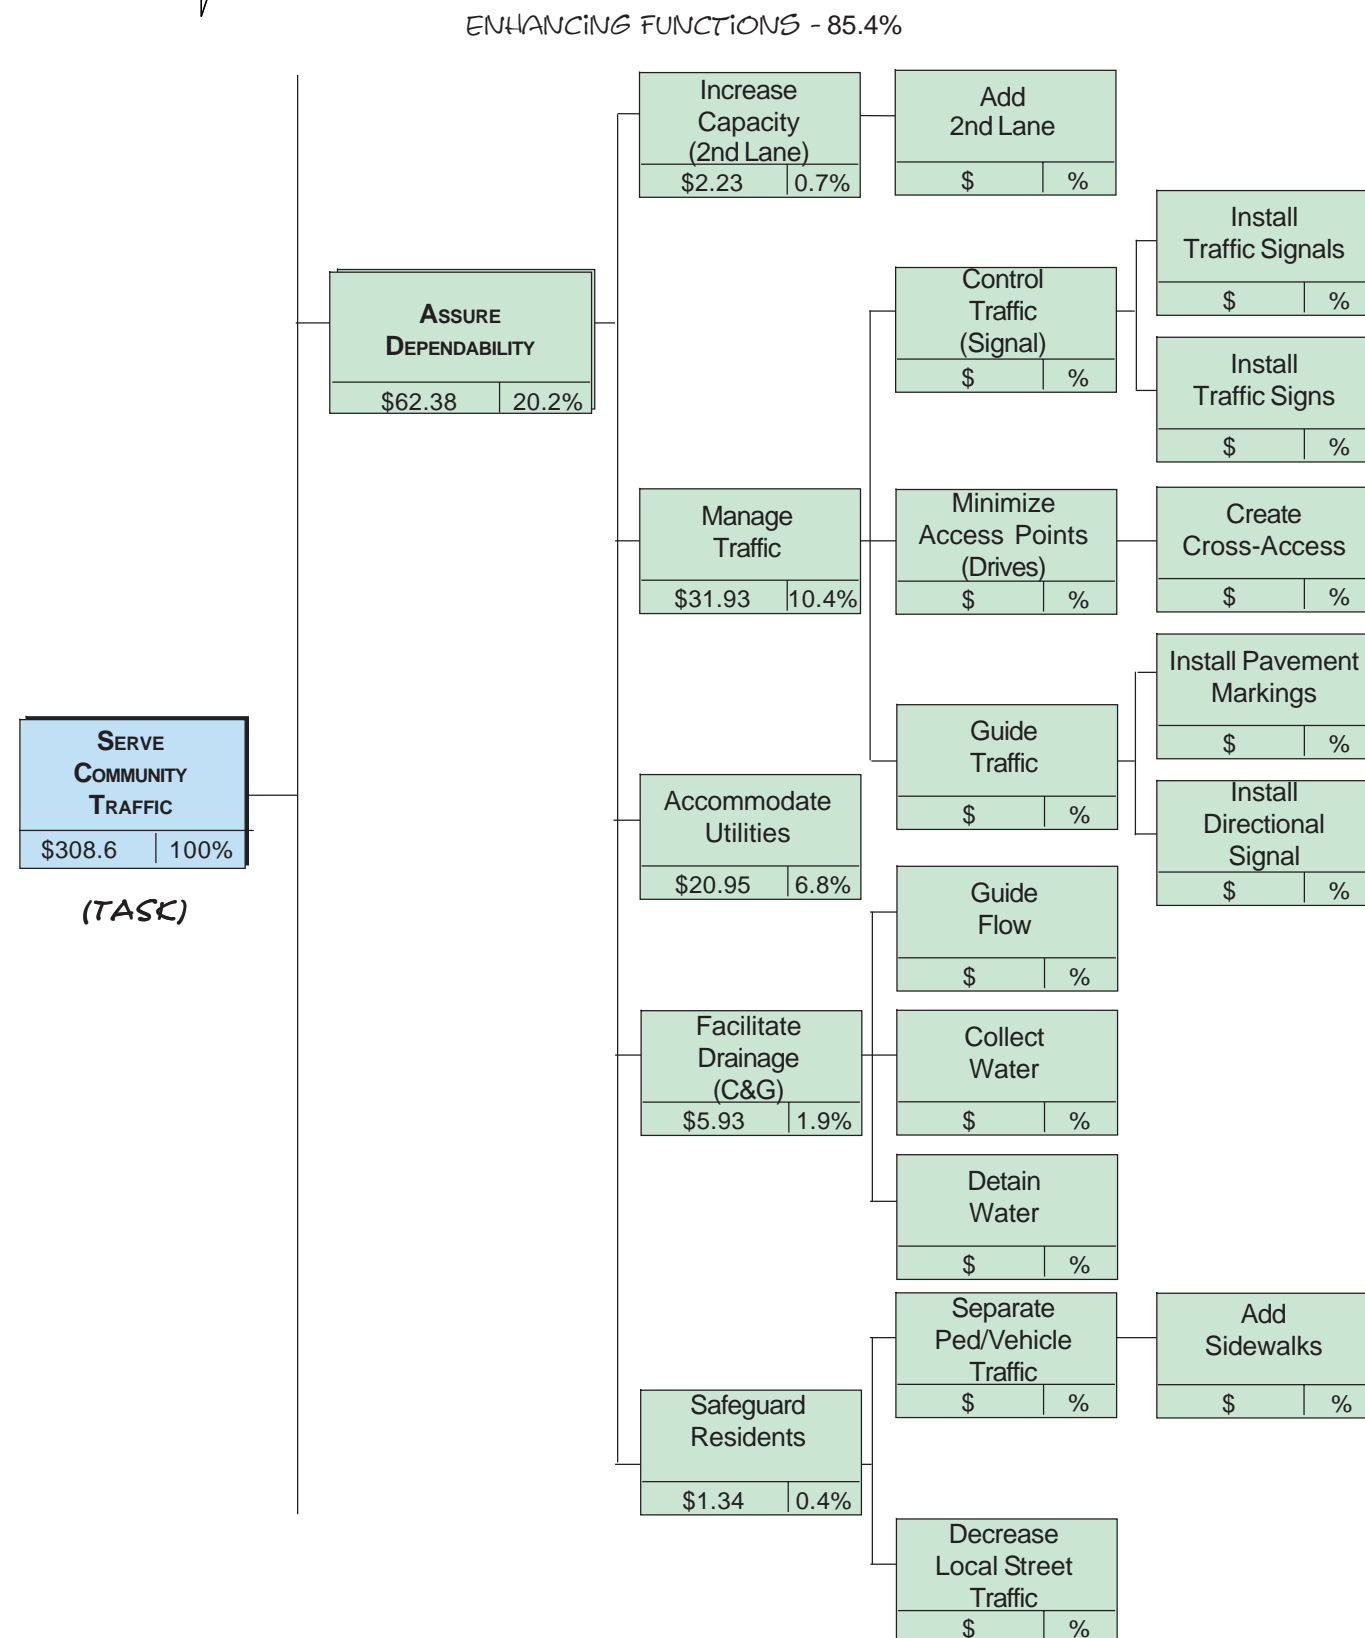 ENHANCING FUNCTIONS - 85.4%
Increase
Capacity
(2nd Lane)
$2.23 0.7%
Add
2nd Lane
$ %
Install
Traffic Signals
$ %
Control
Traffic
(Signal)
$ %
Install
Traffic Signs
$ %
ASSURE
DEPENDABILITY
$62.38 20.2%
Manage
Traffic
$31.93 10.4%
Minimize
Access Points
(Drives)
$ %
Create
Cross-Access
$ %
Install Pavement
Markings
$ %
Guide
Traffic
$ %
Install
Directional
Signal
$ %
SERVE
COMMUNITY
TRAFFIC
$308.6 100%
(TASK)
Accommodate
Utilities
$20.95 6.8%
Guide
Flow
$ %
Facilitate
Drainage
(C&G)
$5.93 1.9%
Collect
Water
$ %
Detain
Water
$ %
Separate
Ped/Vehicle
Traffic
$ %
Add
Sidewalks
$ %
Safeguard
Residents
$1.34 0.4%
Decrease
Local Street
Traffic
$ %